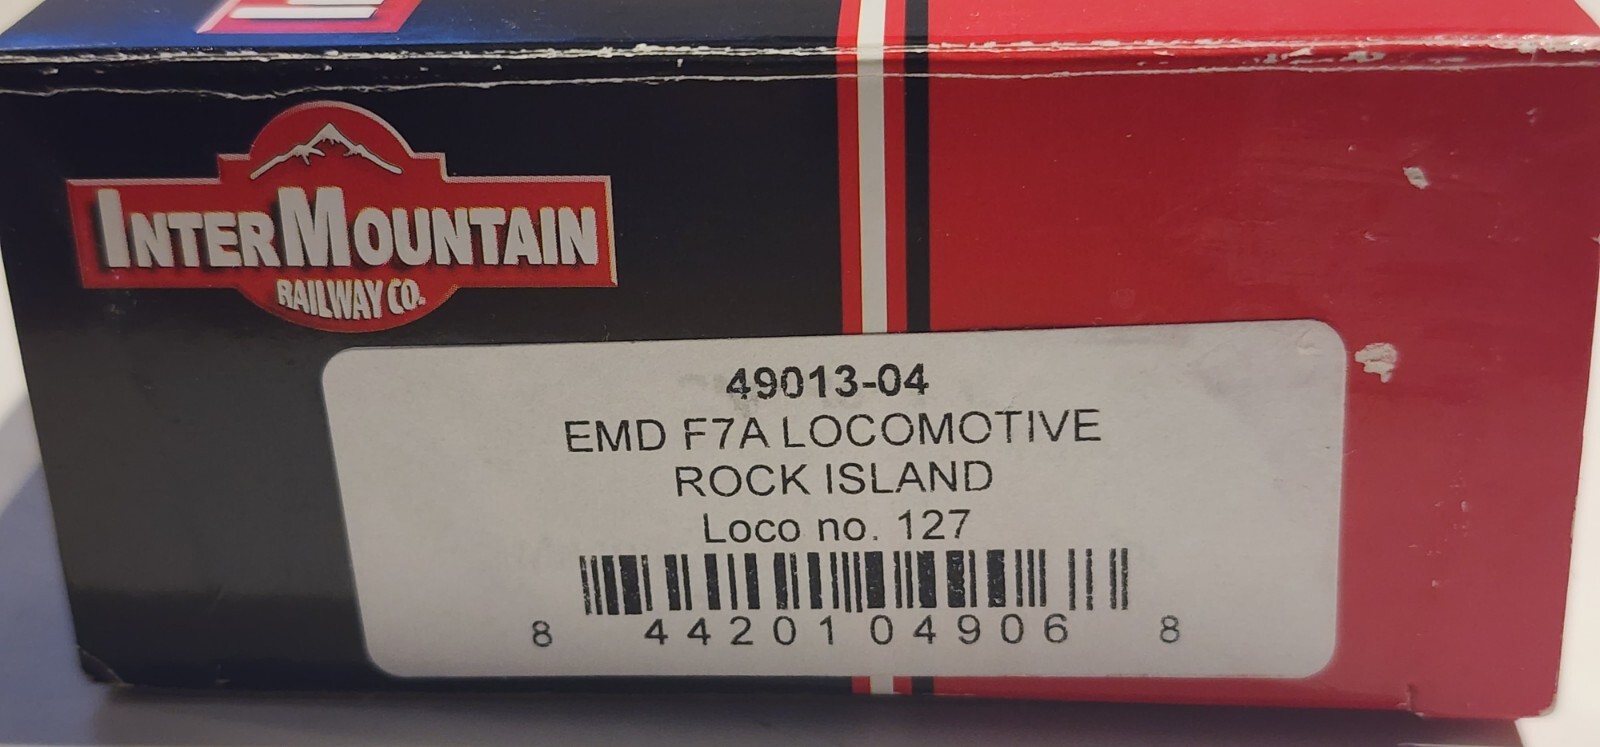 INTERMOUNTAIN
RAILWAY CO.
49013-04
EMD F7A LOCOMOTIVE
ROCK ISLAND
Loco no. 127
8 44201 04906 8